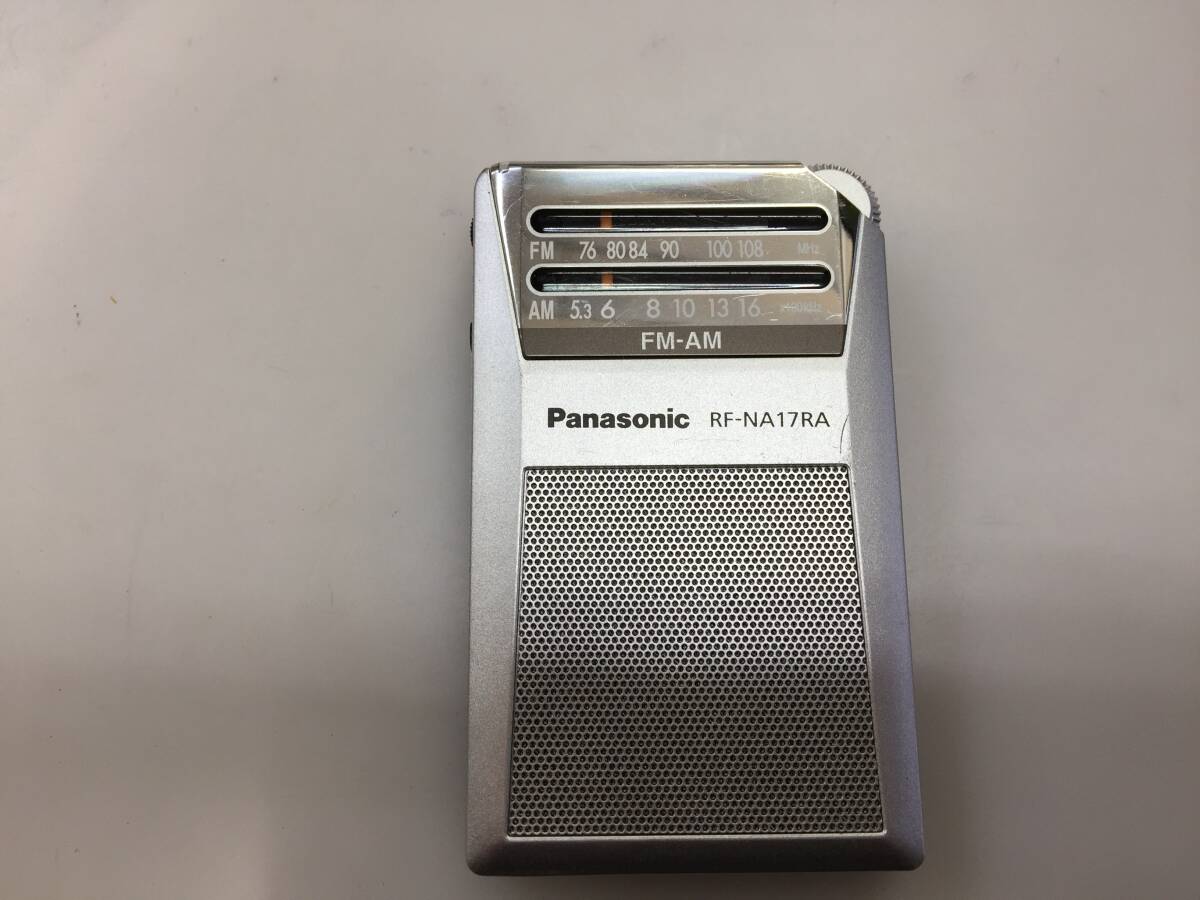 FM 76 80 84 90 100 108 MHz
AM 5.3 6 8 10 13 16 x100kHz
FM-AM
Panasonic RF-NA17RA